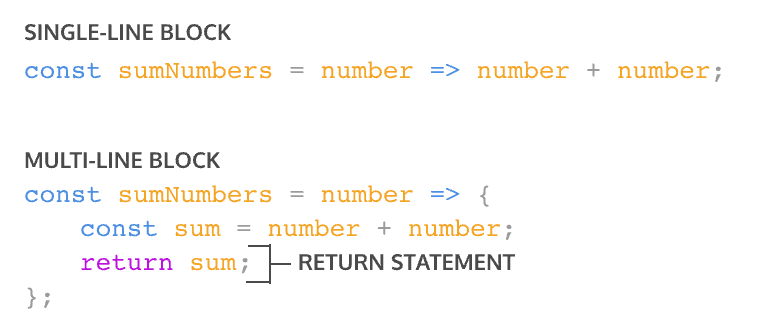 SINGLE-LINE BLOCK
const sumNumbers = number => number + number;
MULTI-LINE BLOCK
const sumNumbers = number => {
const sum = number + number;
return sum; RETURN STATEMENT
};